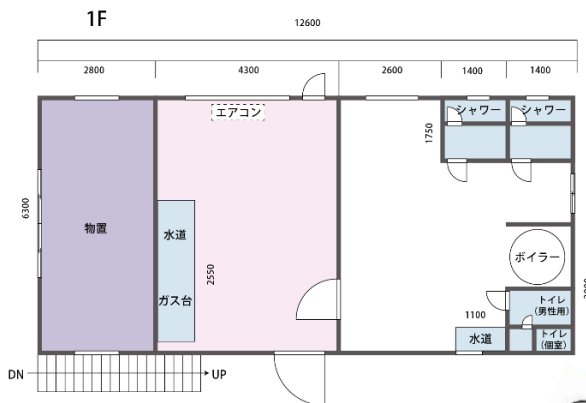 1F
12600
2800
4300
2600
1400
1400
エアコン
シャワー
シャワー
1750
6300
物置
水道
ガス台
2550
ボイラー
1100
水道
トイレ
(男性用)
トイレ
(個室)
DN
UP